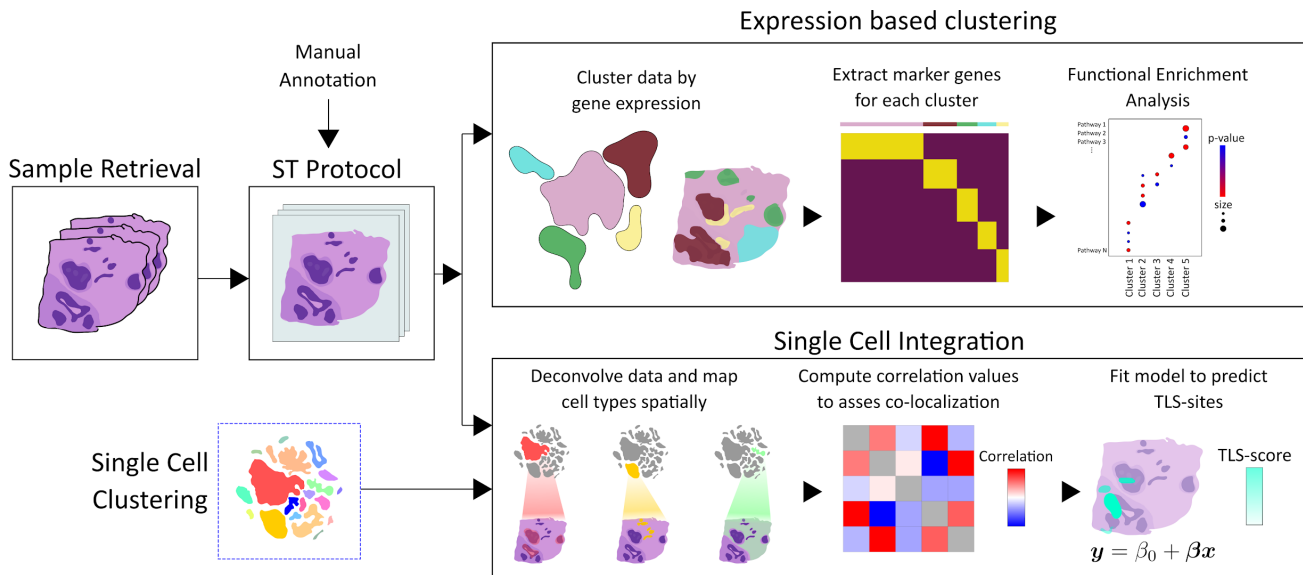 Expression based clustering
Manual
Annotation
Cluster data by
gene expression
Extract marker genes
for each cluster
Functional Enrichment
Analysis
Pathway 1
Pathway 2
Pathway 3
⋮
Pathway N
p-value
size
Cluster 1
Cluster 2
Cluster 3
Cluster 4
Cluster 5
Sample Retrieval
ST Protocol
Single Cell Integration
Deconvolve data and map
cell types spatially
Compute correlation values
to asses co-localization
Fit model to predict
TLS-sites
Single Cell
Clustering
Correlation
TLS-score
y = β₀ + βx